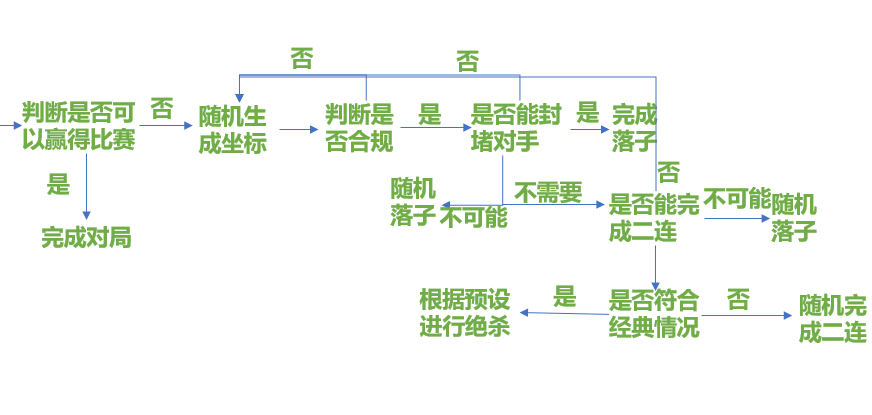 否
否
判断是否可
以赢得比赛
否
随机生
成坐标
判断是
否合规
是
是否能封
堵对手
是
完成
落子
是
完成对局
随机
落子
不可能
不需要
否
是否能完
成二连
不可能
随机
落子
根据预设
进行绝杀
是
是否符合
经典情况
否
随机完
成二连